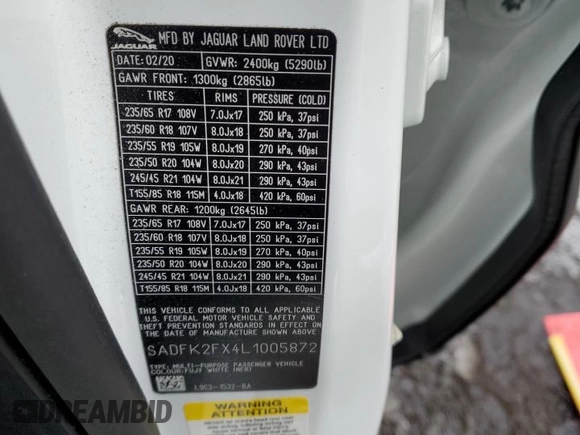 JAGUAR MFD BY JAGUAR LAND ROVER LTD
DATE: 02/20 GVWR: 2400kg (5290lb)
GAWR FRONT: 1300kg (2865lb)
TIRES RIMS PRESSURE (COLD)
235/65 R17 108V 7.0Jx17 250 kPa, 37psi
235/60 R18 107V 8.0Jx18 250 kPa, 37psi
235/55 R19 105W 8.0Jx19 270 kPa, 40psi
235/50 R20 104W 8.0Jx20 290 kPa, 43psi
245/45 R21 104W 8.0Jx21 290 kPa, 43psi
T155/85 R18 115M 4.0Jx18 420 kPa, 60psi
GAWR REAR: 1200kg (2645lb)
235/65 R17 108V 7.0Jx17 250 kPa, 37psi
235/60 R18 107V 8.0Jx18 250 kPa, 37psi
235/55 R19 105W 8.0Jx19 270 kPa, 40psi
235/50 R20 104W 8.0Jx20 290 kPa, 43psi
245/45 R21 104W 8.0Jx21 290 kPa, 43psi
T155/85 R18 115M 4.0Jx18 420 kPa, 60psi
THIS VEHICLE CONFORMS TO ALL APPLICABLE
U.S. FEDERAL MOTOR VEHICLE SAFETY AND THEFT
PREVENTION STANDARDS IN EFFECT ON THE DATE
OF MANUFACTURE SHOWN ABOVE
SADFK2FX4L1005872
TYPE: MULTI-PURPOSE PASSENGER VEHICLE
COLOUR: FUJI WHITE (NER)
L9C3-1532-BA
RideSafely
WARNING
ATTENTION